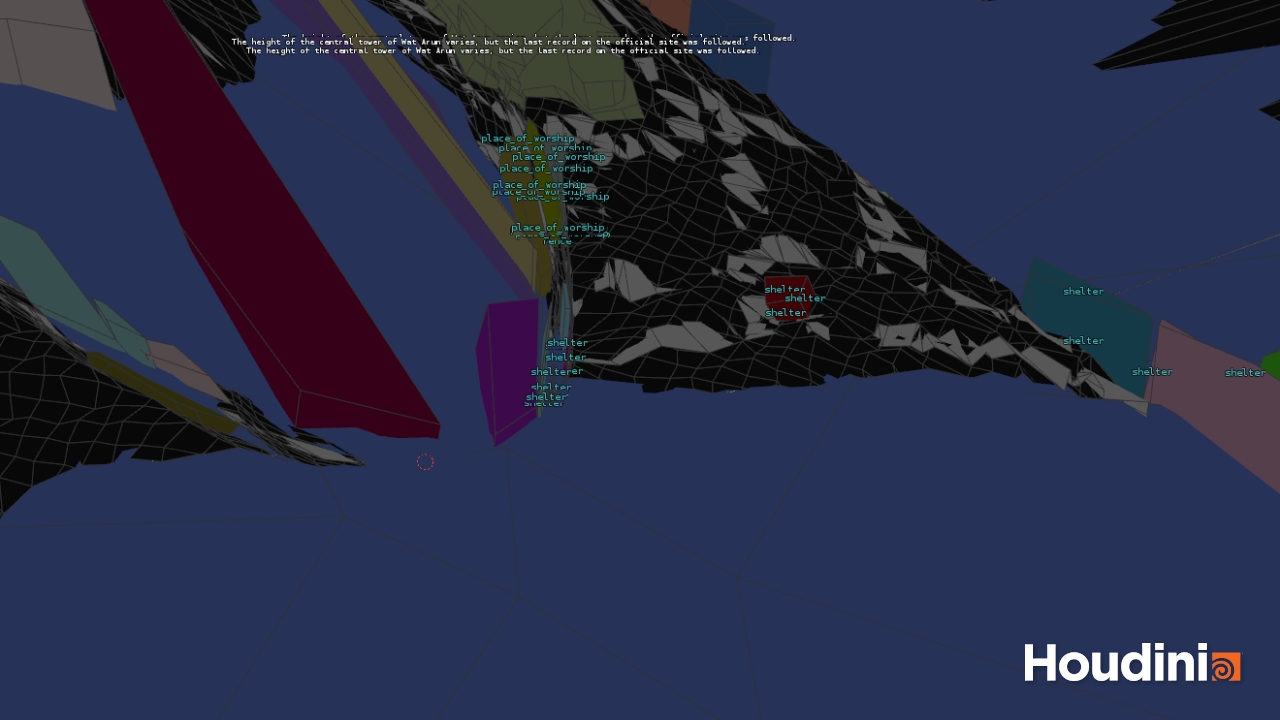 s followed.
The height of the central tower of Wat Arun varies, but the last record on the official site was followed.
The height of the central tower of Wat Arun varies, but the last record on the official site was followed.
place_of_worship
place_of_worship
place_of_worship
place_of_worship
place_of_worship
place_of_worship
place_of_worship
place_of_worship
fence
shelter
shelter
shelter
shelter
shelter
shelter
shelter
shelter
shelter
shelter
shelter
shelter
shelter
Houdini